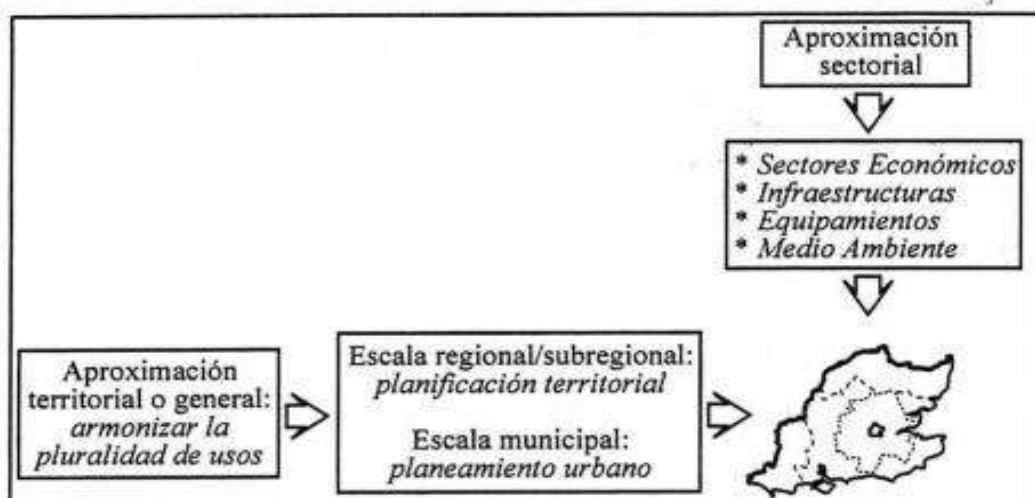 Aproximación
sectorial
* Sectores Económicos
* Infraestructuras
* Equipamientos
* Medio Ambiente
Aproximación
territorial o general:
armonizar la
pluralidad de usos
Escala regional/subregional:
planificación territorial
Escala municipal:
planeamiento urbano